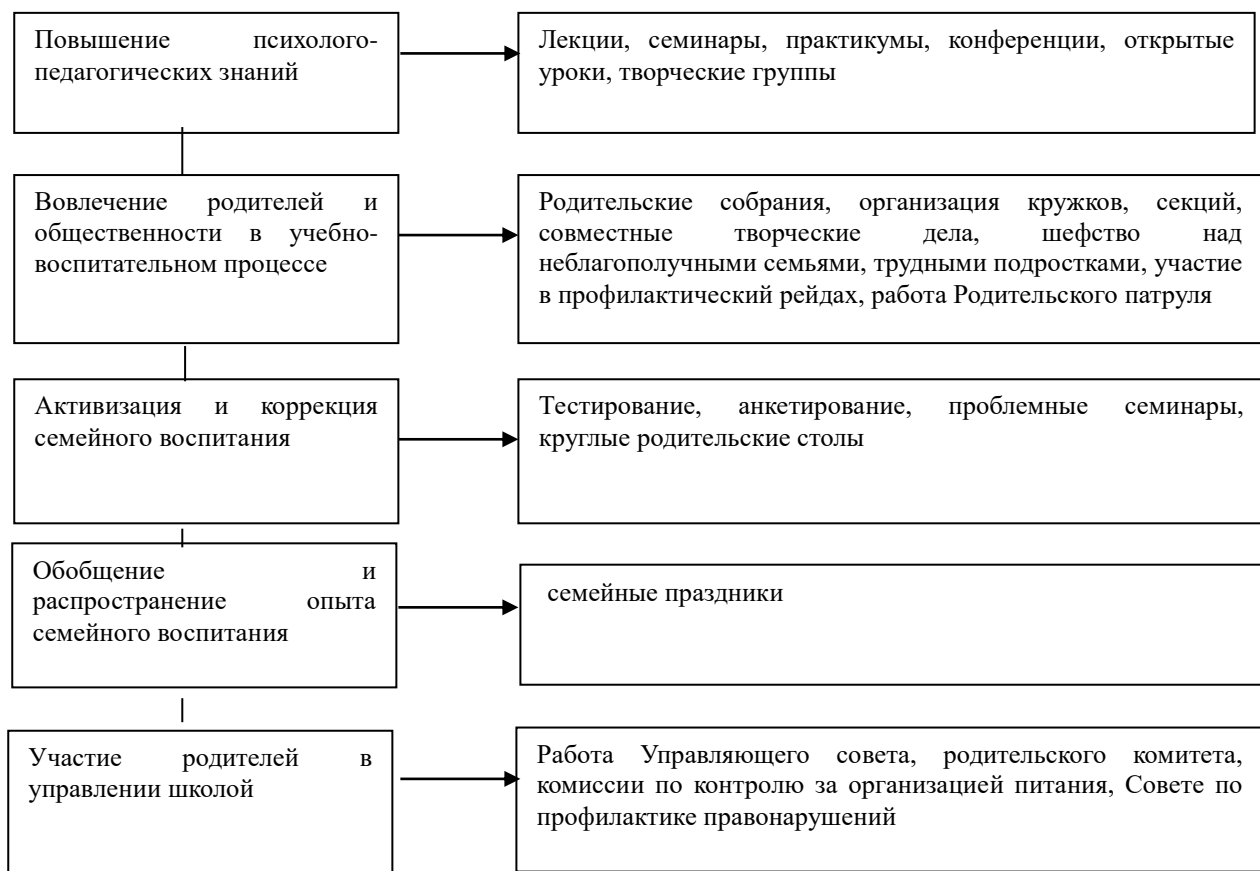 Повышение психолого-
педагогических знаний
Лекции, семинары, практикумы, конференции, открытые
уроки, творческие группы
Вовлечение родителей и
общественности в учебно-
воспитательном процессе
Родительские собрания, организация кружков, секций,
совместные творческие дела, шефство над
неблагополучными семьями, трудными подростками, участие
в профилактический рейдах, работа Родительского патруля
Активизация и коррекция
семейного воспитания
Тестирование, анкетирование, проблемные семинары,
круглые родительские столы
Обобщение и
распространение опыта
семейного воспитания
семейные праздники
Участие родителей в
управлении школой
Работа Управляющего совета, родительского комитета,
комиссии по контролю за организацией питания, Совете по
профилактике правонарушений